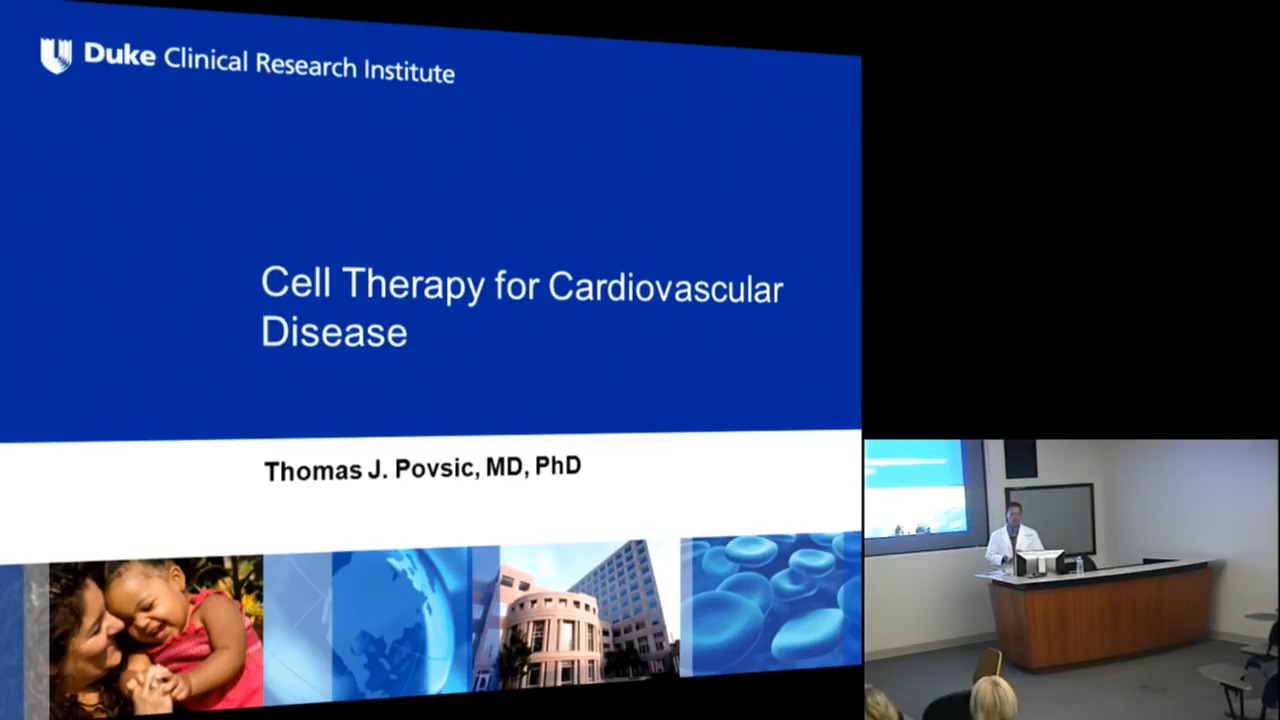 Duke Clinical Research Institute
Cell Therapy for Cardiovascular
Disease
Thomas J. Povsic, MD, PhD